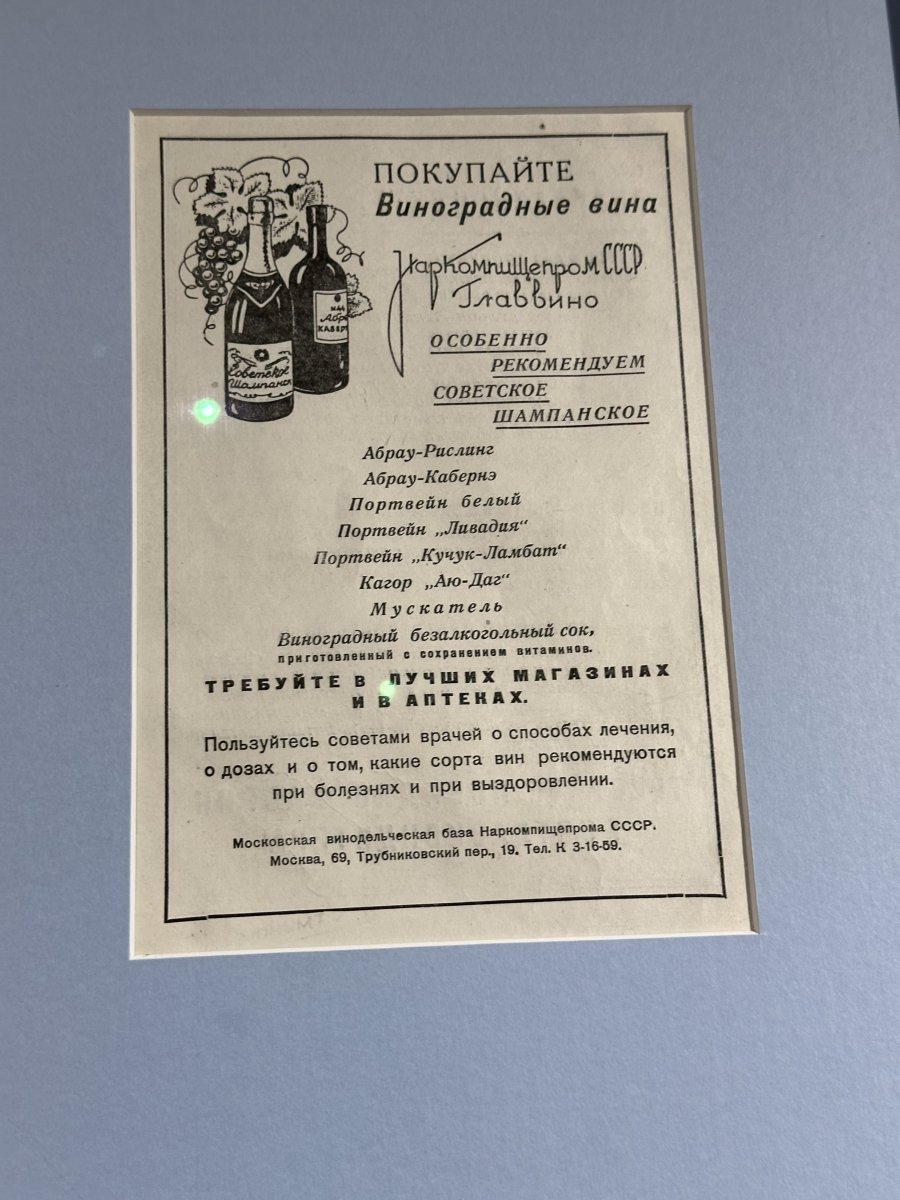 ПОКУПАЙТЕ
Виноградные вина
Наркомпищепром СССР
Главвино
ОСОБЕННО
РЕКОМЕНДУЕМ
СОВЕТСКОЕ
ШАМПАНСКОЕ
Советское
Шампанск
Абрау-Рислинг
Абрау-Кабернэ
Портвейн белый
Портвейн „Ливадия“
Портвейн „Кучук-Ламбат“
Кагор „Аю-Даг“
Мускатель
Виноградный безалкогольный сок,
приготовленный с сохранением витаминов.
ТРЕБУЙТЕ В ЛУЧШИХ МАГАЗИНАХ
И В АПТЕКАХ.
Пользуйтесь советами врачей о способах лечения,
о дозах и о том, какие сорта вин рекомендуются
при болезнях и при выздоровлении.
Московская винодельческая база Наркомпищепрома СССР.
Москва, 69, Трубниковский пер., 19. Тел. К 3-16-59.